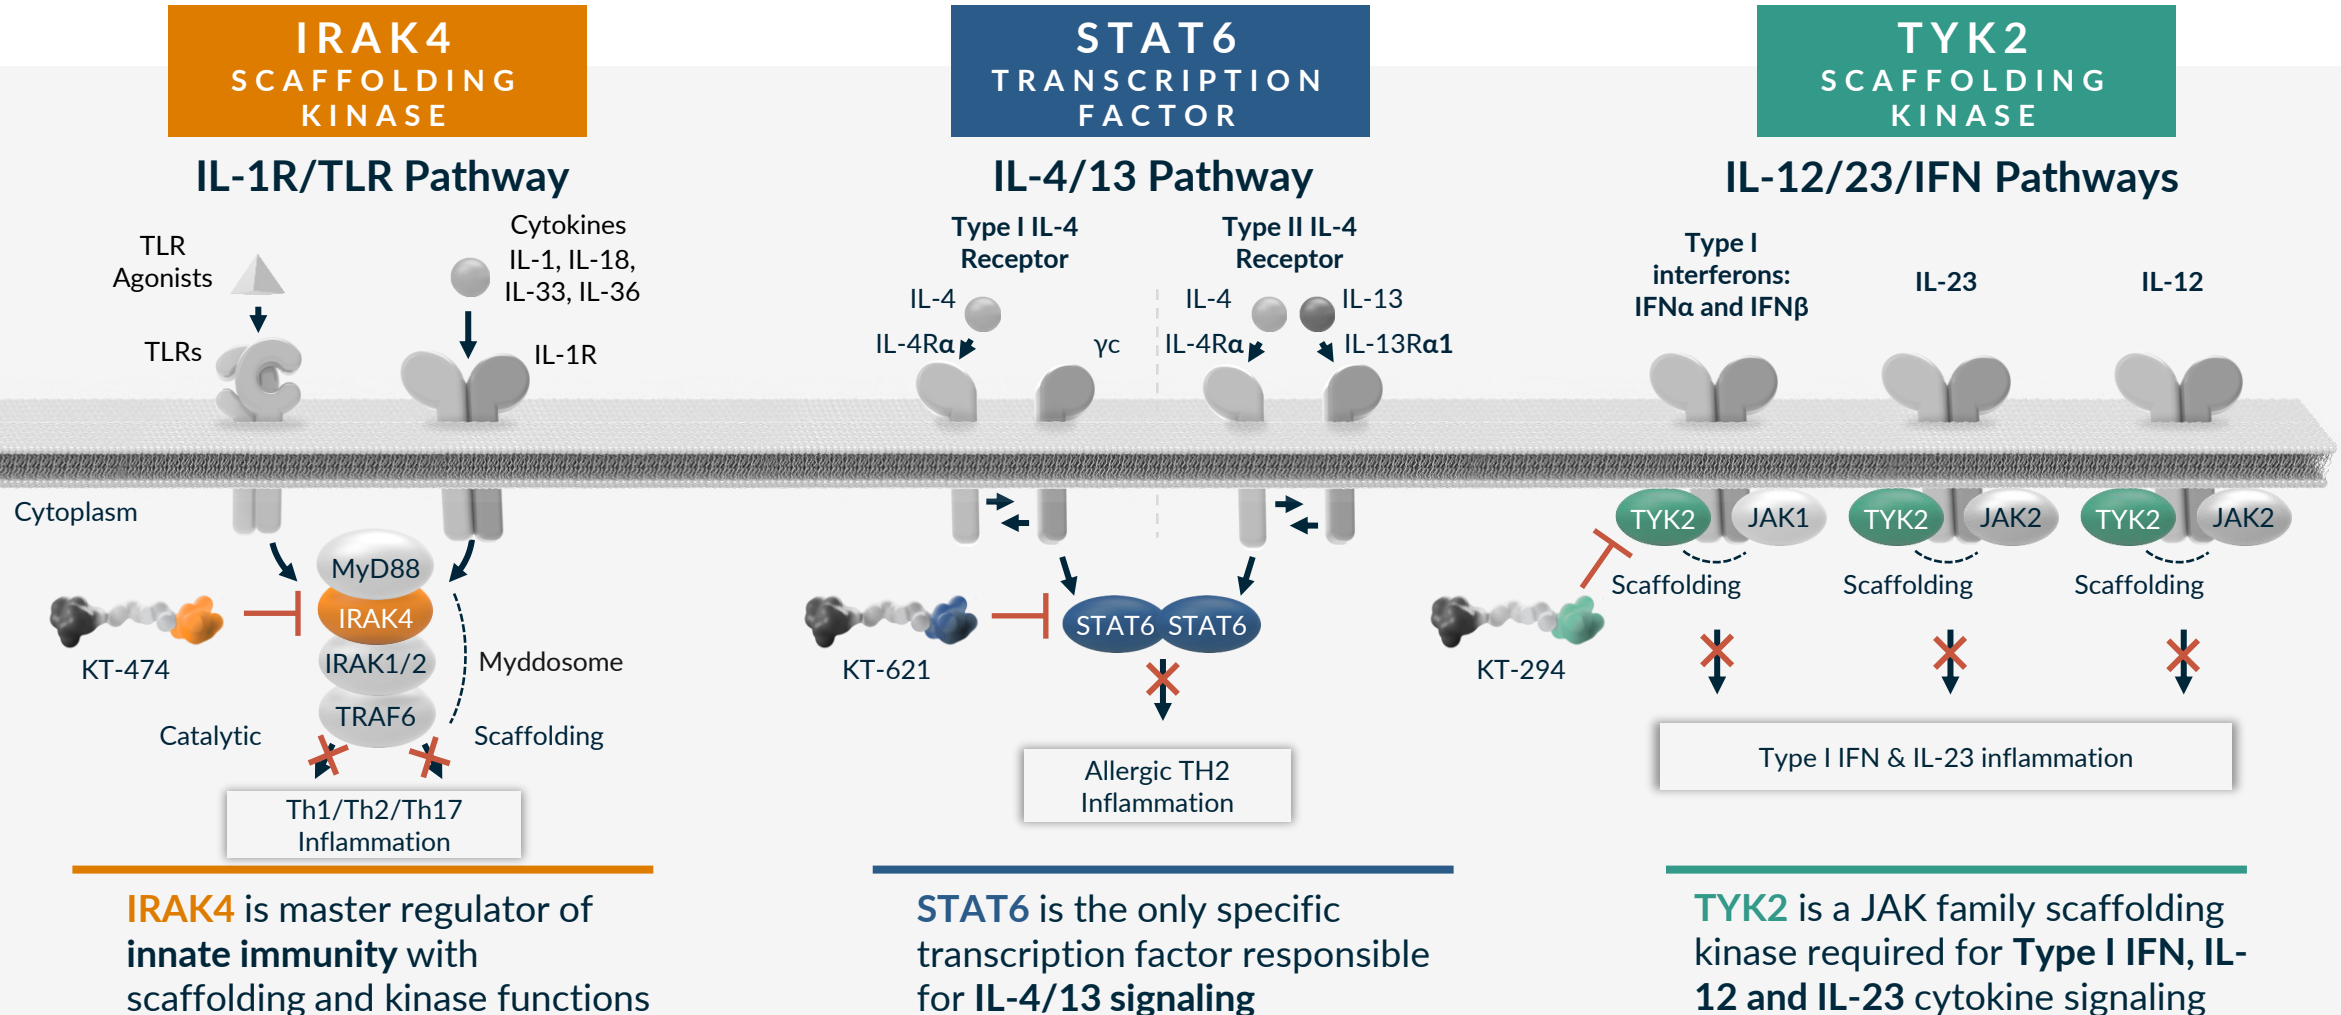 IRAK4
SCAFFOLDING
KINASE
IL-1R/TLR Pathway
TLR
Agonists
Cytokines
IL-1, IL-18,
IL-33, IL-36
TLRs
IL-1R
Cytoplasm
MyD88
IRAK4
IRAK1/2
TRAF6
KT-474
Myddosome
Catalytic
Scaffolding
Th1/Th2/Th17
Inflammation
IRAK4 is master regulator of
innate immunity with
scaffolding and kinase functions
STAT6
TRANSCRIPTION
FACTOR
IL-4/13 Pathway
Type I IL-4
Receptor
Type II IL-4
Receptor
IL-4
IL-4Rα
γc
IL-4
IL-13
IL-4Rα
IL-13Rα1
STAT6
STAT6
KT-621
Allergic TH2
Inflammation
STAT6 is the only specific
transcription factor responsible
for IL-4/13 signaling
TYK2
SCAFFOLDING
KINASE
IL-12/23/IFN Pathways
Type I
interferons:
IFNα and IFNβ
IL-23
IL-12
TYK2
JAK1
TYK2
JAK2
TYK2
JAK2
Scaffolding
Scaffolding
Scaffolding
KT-294
Type I IFN & IL-23 inflammation
TYK2 is a JAK family scaffolding
kinase required for Type I IFN, IL-
12 and IL-23 cytokine signaling